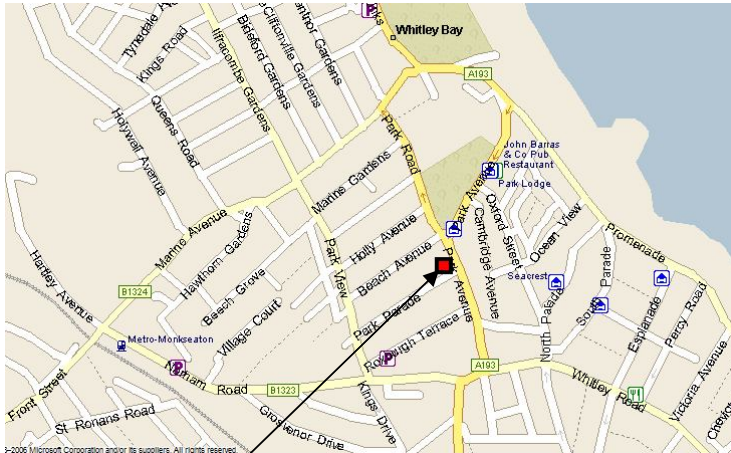 Whitley Bay
Tynedale Avenue
Kings Road
Ilfracombe Gardens
Bideford Gardens
Cliftonville Gardens
Gardens
Holywell Avenue
Queens Road
A193
Park Road
John Barras
& Co Pub
Restaurant
Park Lodge
Marine Gardens
Park Avenue
Oxford Street
Cambridge Avenue
Ocean View
Promenade
Marine Avenue
Hawthorn Gardens
Holly Avenue
Beach Avenue
Park View
Hartley Avenue
B1324
Beech Grove
Park Parade
Park Avenue
Seacrest
North Parade
South Parade
Esplanade
Percy Road
Village Court
Roxburgh Terrace
Metro-Monkseaton
Front Street
Road
B1323
A193
Whitley Road
Victoria Avenue
St Ronans Road
Grosvenor Drive
Kings Drive
-2006 Microsoft Corporation and/or its suppliers. All rights reserved.